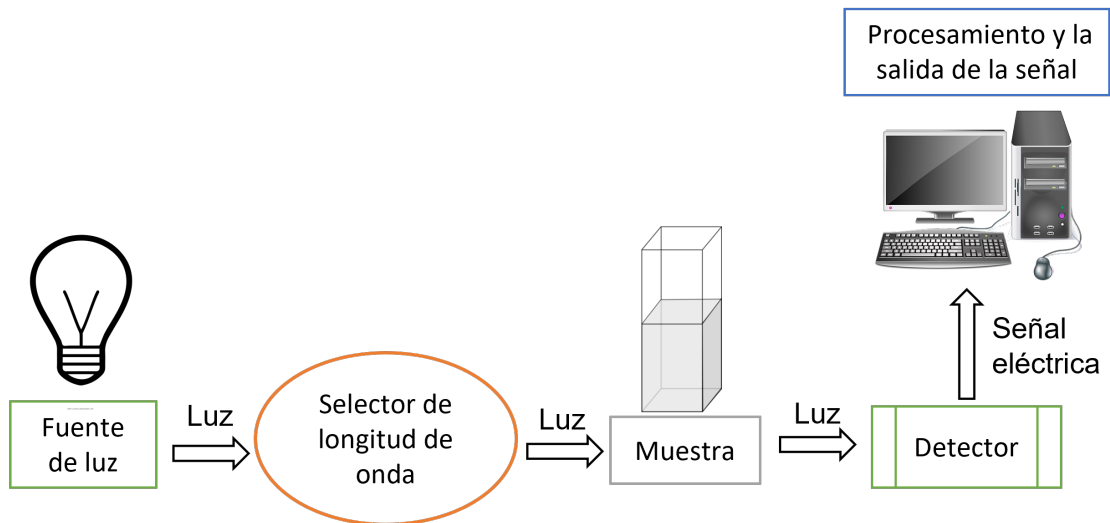 Procesamiento y la
salida de la señal
Señal
eléctrica
Luz
Luz
Luz
Fuente
de luz
Selector de
longitud de
onda
Muestra
Detector